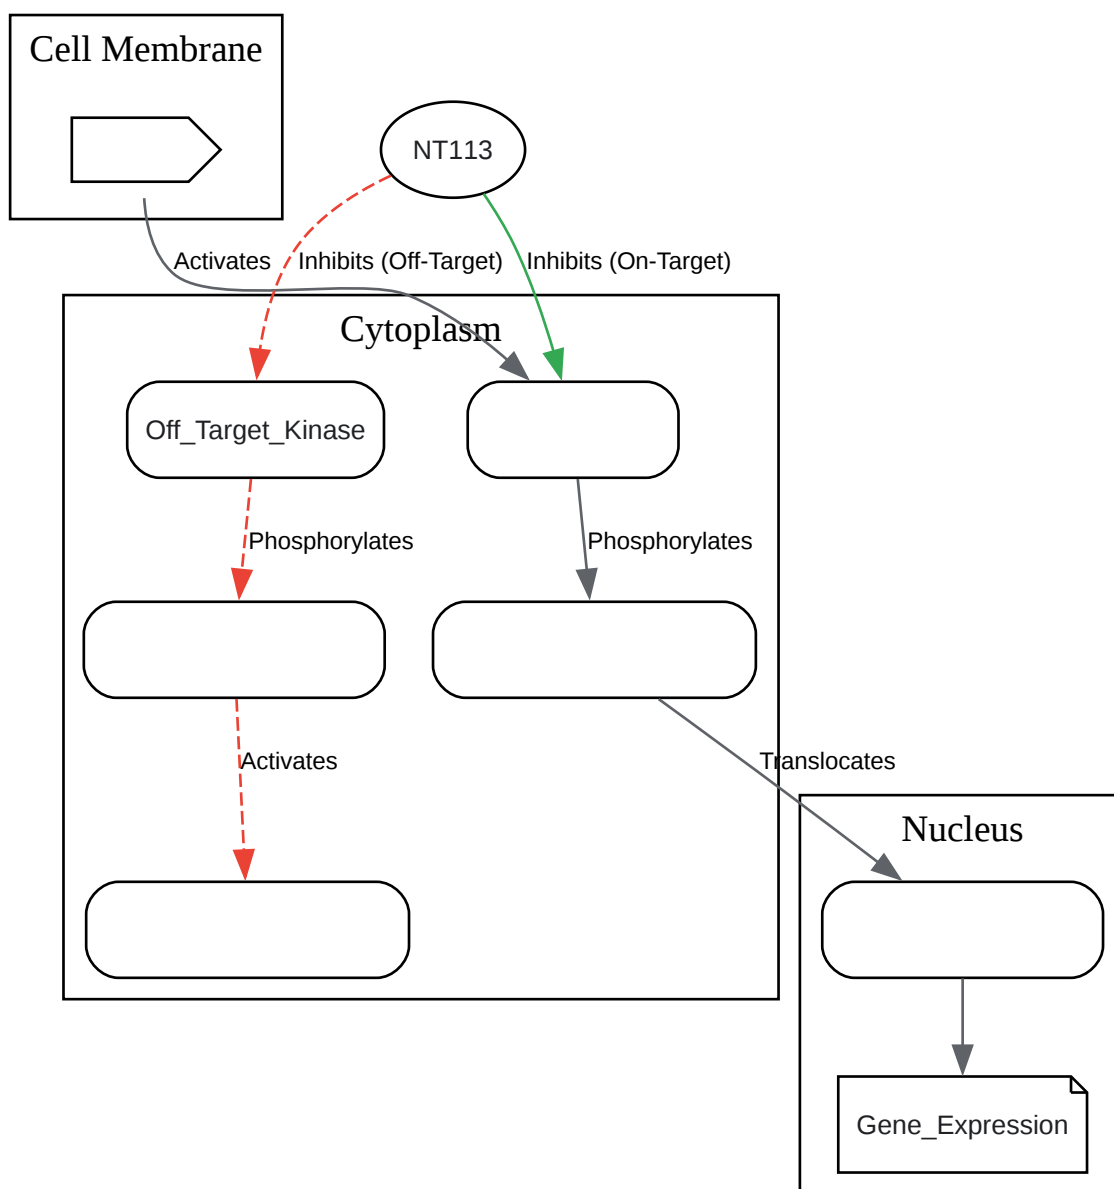 Cell Membrane
NT113
Activates
Inhibits (Off-Target)
Inhibits (On-Target)
Cytoplasm
Off_Target_Kinase
Phosphorylates
Phosphorylates
Activates
Translocates
Nucleus
Gene_Expression